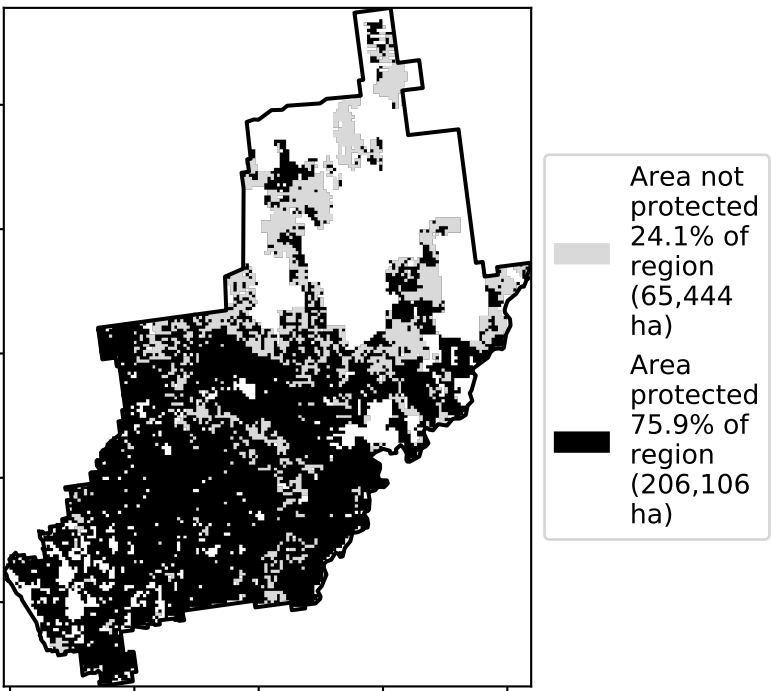 Area not
protected
24.1% of
region
(65,444
ha)
Area
protected
75.9% of
region
(206,106
ha)